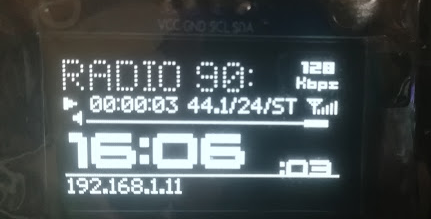 VCC GND SCL SDA
RADIO 90:
128
Kbps
00:00:03 44.1/24/ST
16:06 :03
192.168.1.11